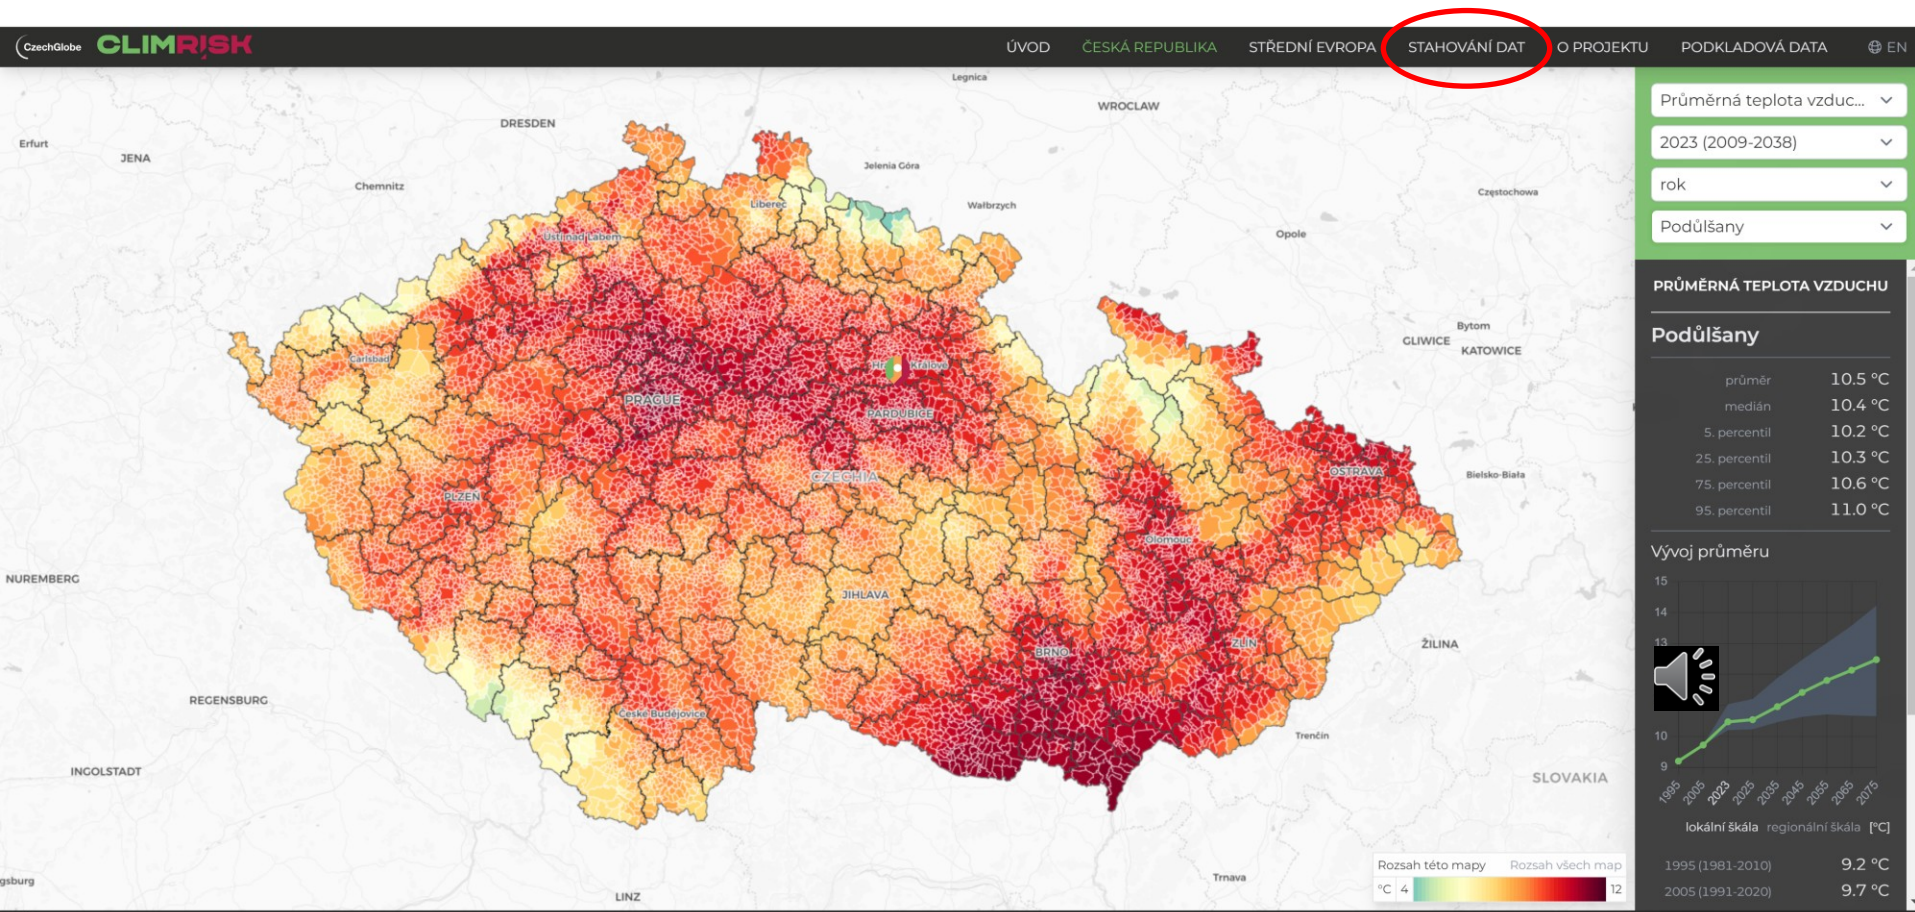 CzechGlobe CLIMRISK
ÚVOD ČESKÁ REPUBLIKA STŘEDNÍ EVROPA STAHOVÁNÍ DAT O PROJEKTU PODKLADOVÁ DATA EN
Legnica
WROCLAW
DRESDEN
Erfurt
JENA
Jelenia Góra
Chemnitz
Częstochowa
Liberec
Wałbrzych
Opole
Ústí nad Labem
Bytom
GLIWICE
KATOWICE
Carlsbad
Králové
PRAGUE
PARDUBICE
OSTRAVA
Bielsko-Biała
CZECHIA
PLZEŇ
Olomouc
NUREMBERG
JIHLAVA
ŽILINA
ZLÍN
BRNO
REGENSBURG
České Budějovice
Trenčín
INGOLSTADT
SLOVAKIA
Trnava
gsburg
LINZ
Rozsah této mapy Rozsah všech map
°C 4 12
Průměrná teplota vzduc...
2023 (2009-2038)
rok
Podůlšany
PRŮMĚRNÁ TEPLOTA VZDUCHU
Podůlšany
průměr 10.5 °C
medián 10.4 °C
5. percentil 10.2 °C
25. percentil 10.3 °C
75. percentil 10.6 °C
95. percentil 11.0 °C
Vývoj průměru
15
14
13
10
9
1995 2005 2023 2025 2035 2045 2055 2065 2075
lokální škála regionální škála [°C]
1995 (1981-2010) 9.2 °C
2005 (1991-2020) 9.7 °C